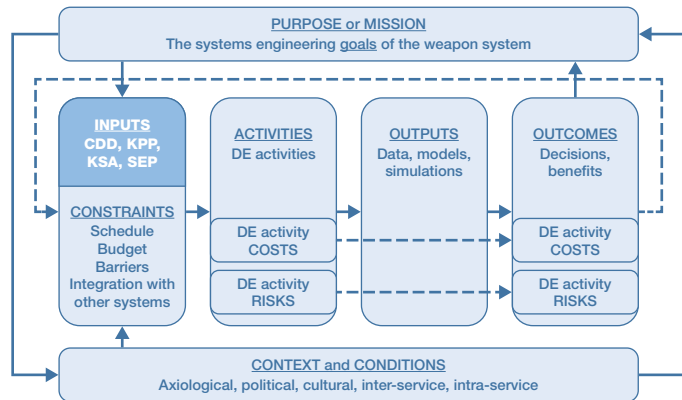 PURPOSE or MISSION
The systems engineering goals of the weapon system
INPUTS
CDD, KPP,
KSA, SEP
CONSTRAINTS
Schedule
Budget
Barriers
Integration with
other systems
ACTIVITIES
DE activities
DE activity
COSTS
DE activity
RISKS
OUTPUTS
Data, models,
simulations
OUTCOMES
Decisions,
benefits
DE activity
COSTS
DE activity
RISKS
CONTEXT and CONDITIONS
Axiological, political, cultural, inter-service, intra-service